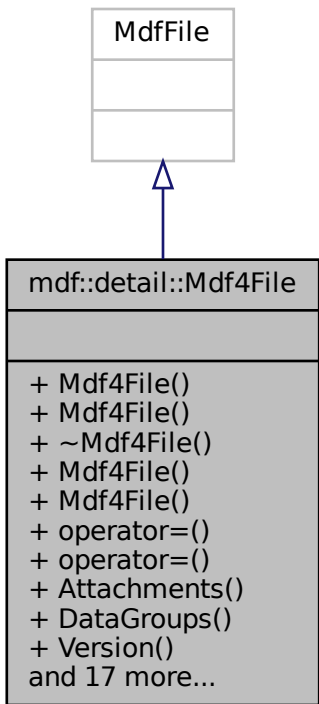 MdfFile
mdf::detail::Mdf4File
+ Mdf4File()
+ Mdf4File()
+ ~Mdf4File()
+ Mdf4File()
+ Mdf4File()
+ operator=()
+ operator=()
+ Attachments()
+ DataGroups()
+ Version()
and 17 more...